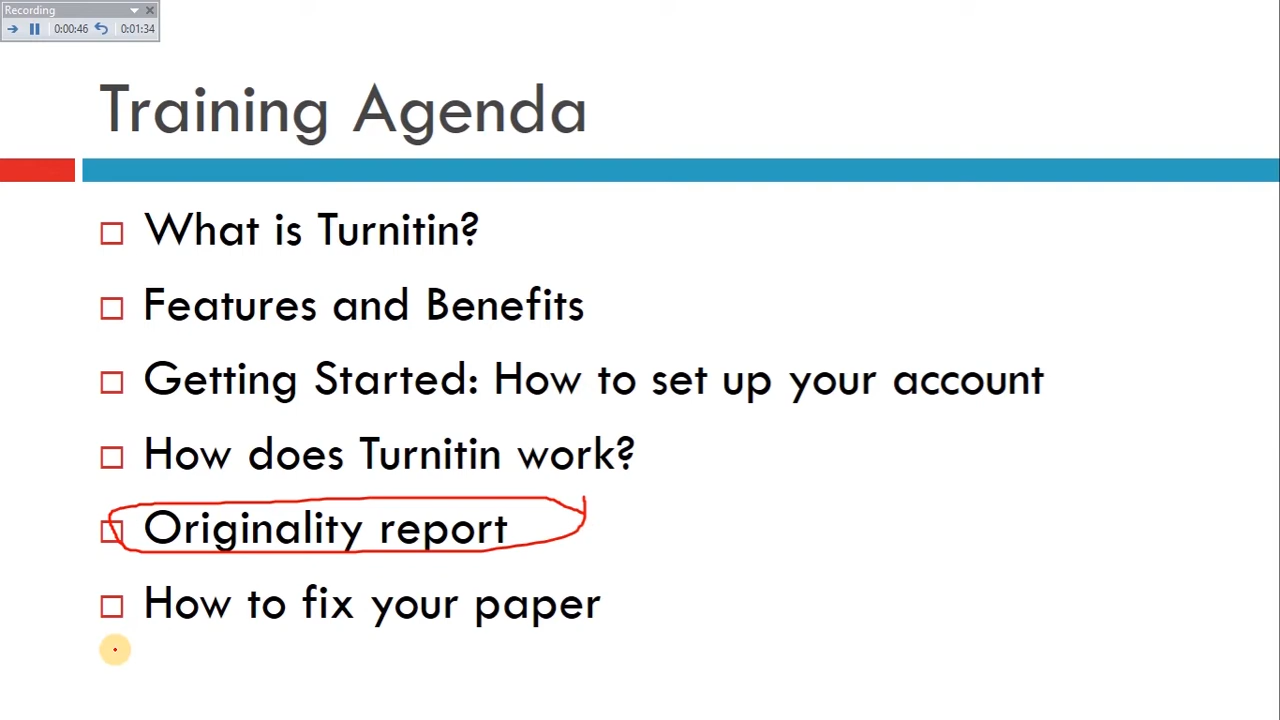 Recording
0:00:46 0:01:34
Training Agenda
What is Turnitin?
Features and Benefits
Getting Started: How to set up your account
How does Turnitin work?
Originality report
How to fix your paper